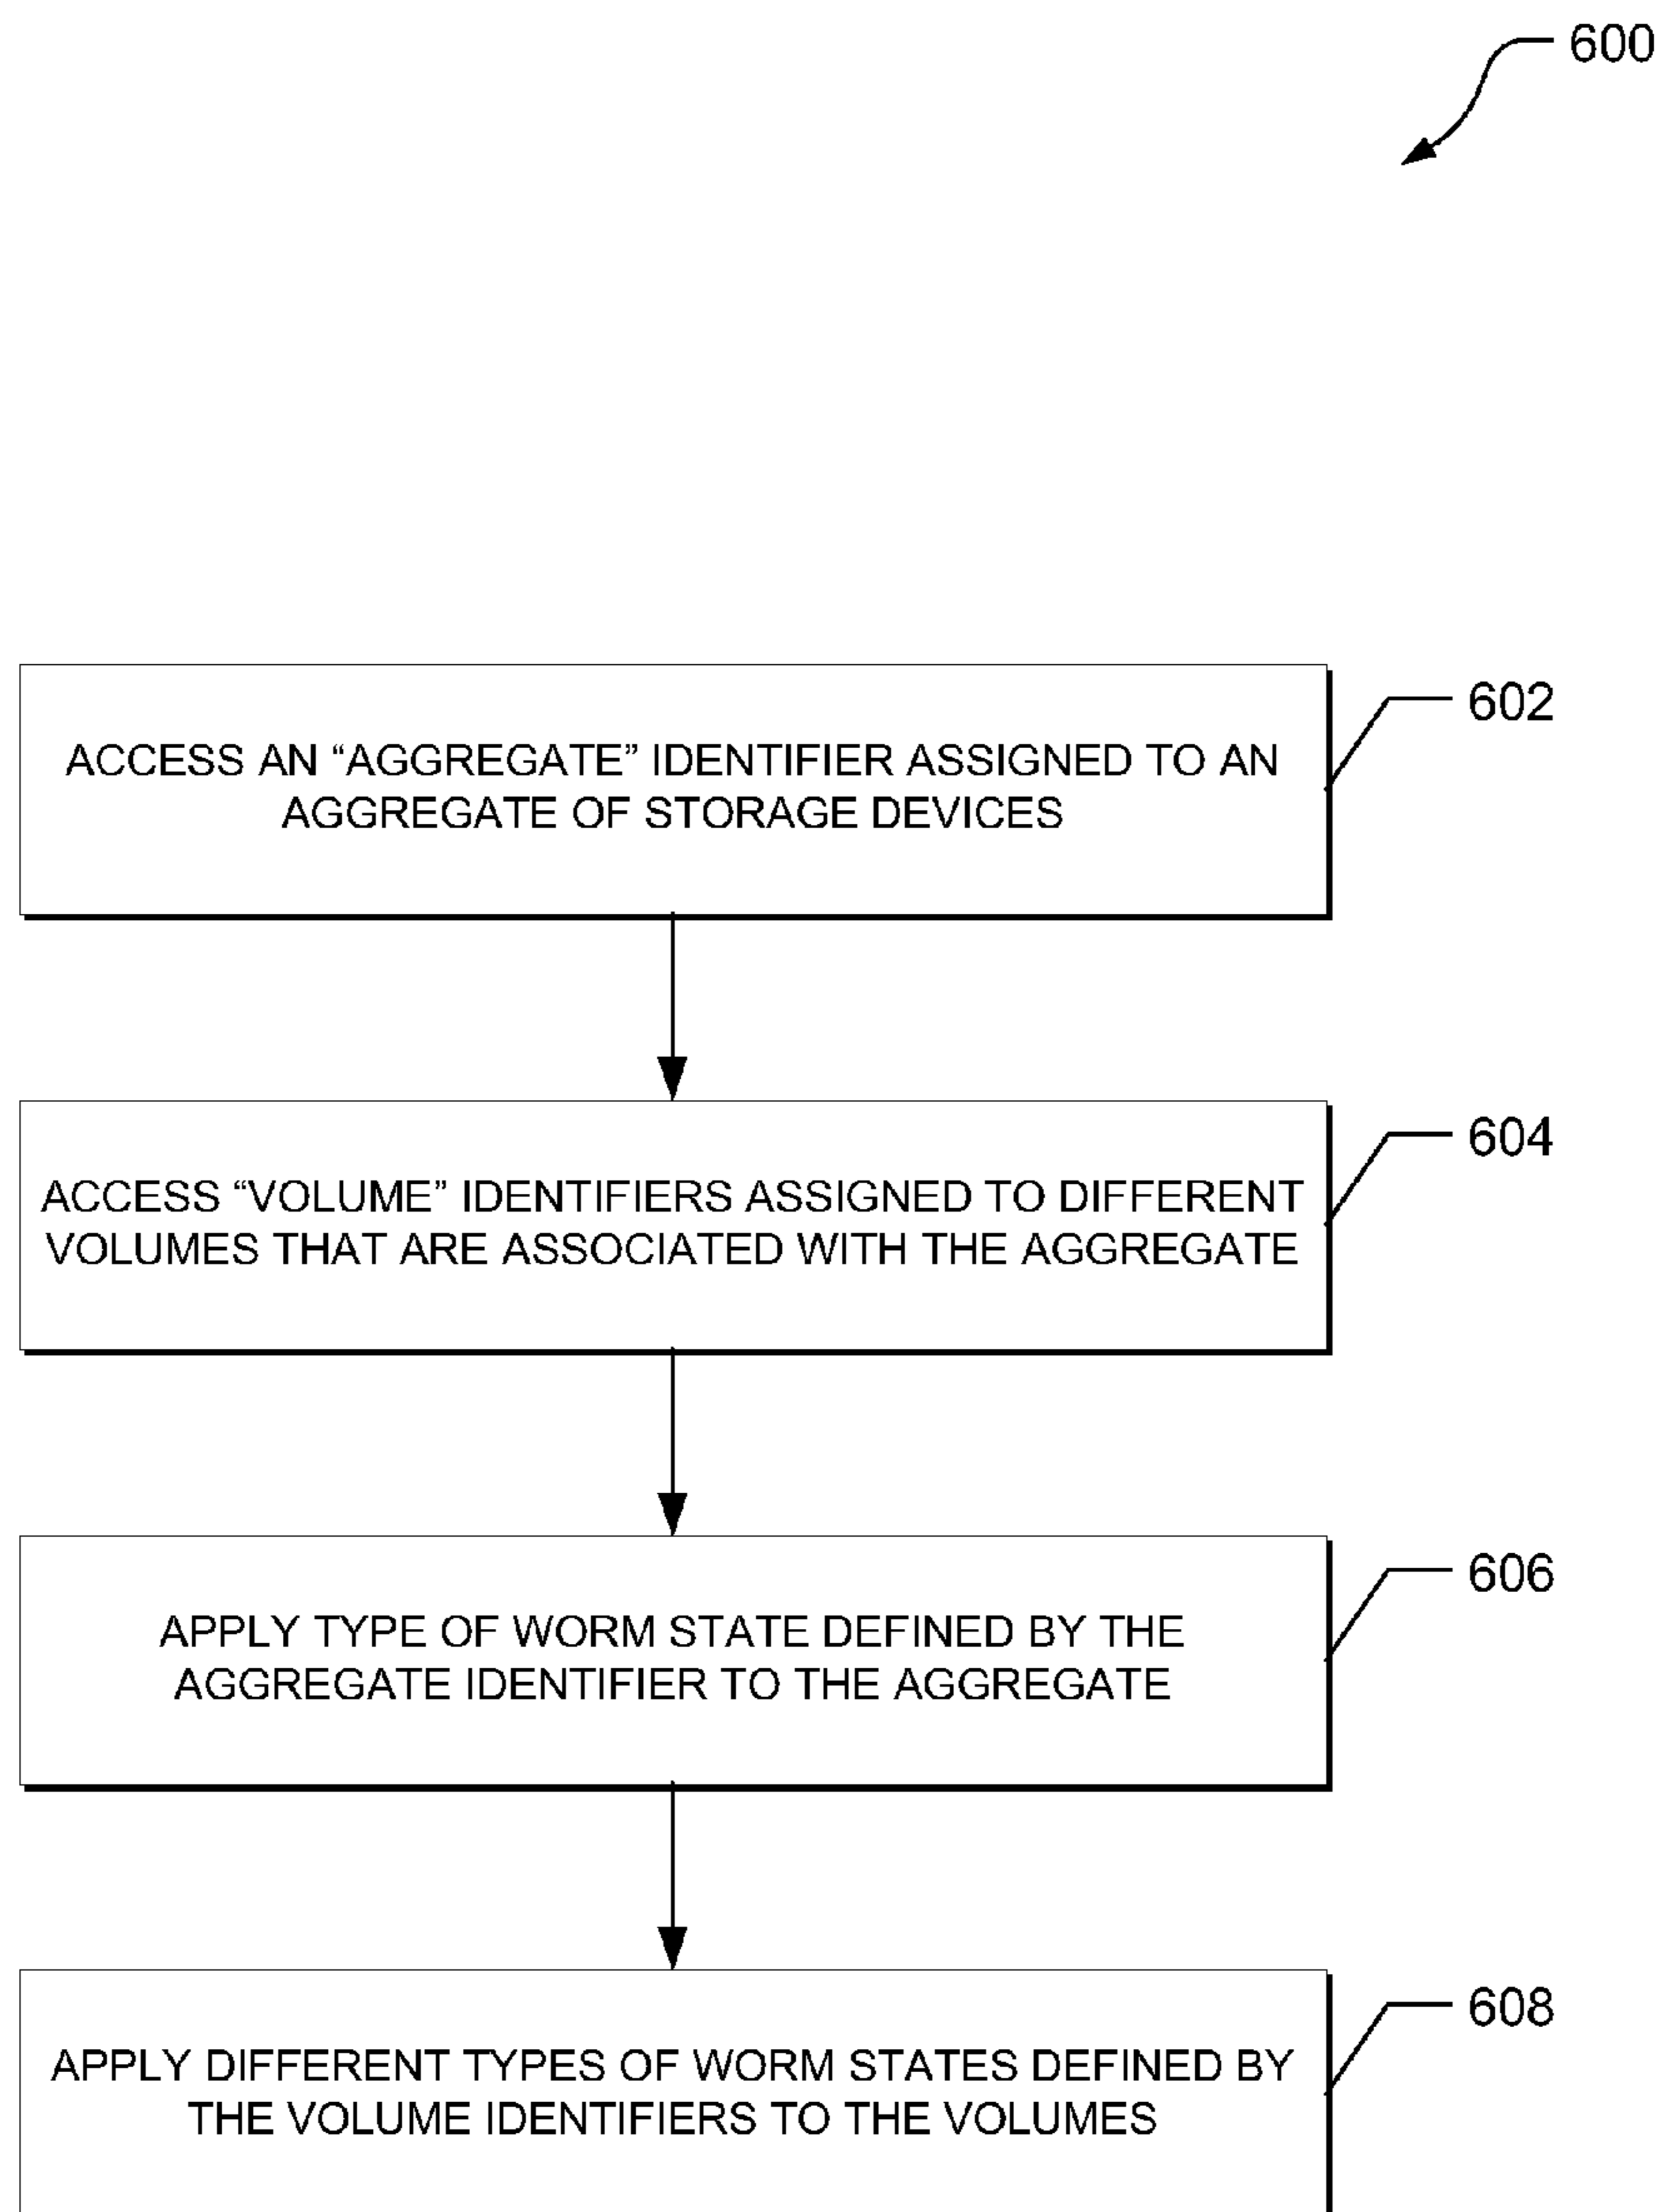 600
ACCESS AN “AGGREGATE” IDENTIFIER ASSIGNED TO AN
AGGREGATE OF STORAGE DEVICES
602
ACCESS “VOLUME” IDENTIFIERS ASSIGNED TO DIFFERENT
VOLUMES THAT ARE ASSOCIATED WITH THE AGGREGATE
604
APPLY TYPE OF WORM STATE DEFINED BY THE
AGGREGATE IDENTIFIER TO THE AGGREGATE
606
APPLY DIFFERENT TYPES OF WORM STATES DEFINED BY
THE VOLUME IDENTIFIERS TO THE VOLUMES
608